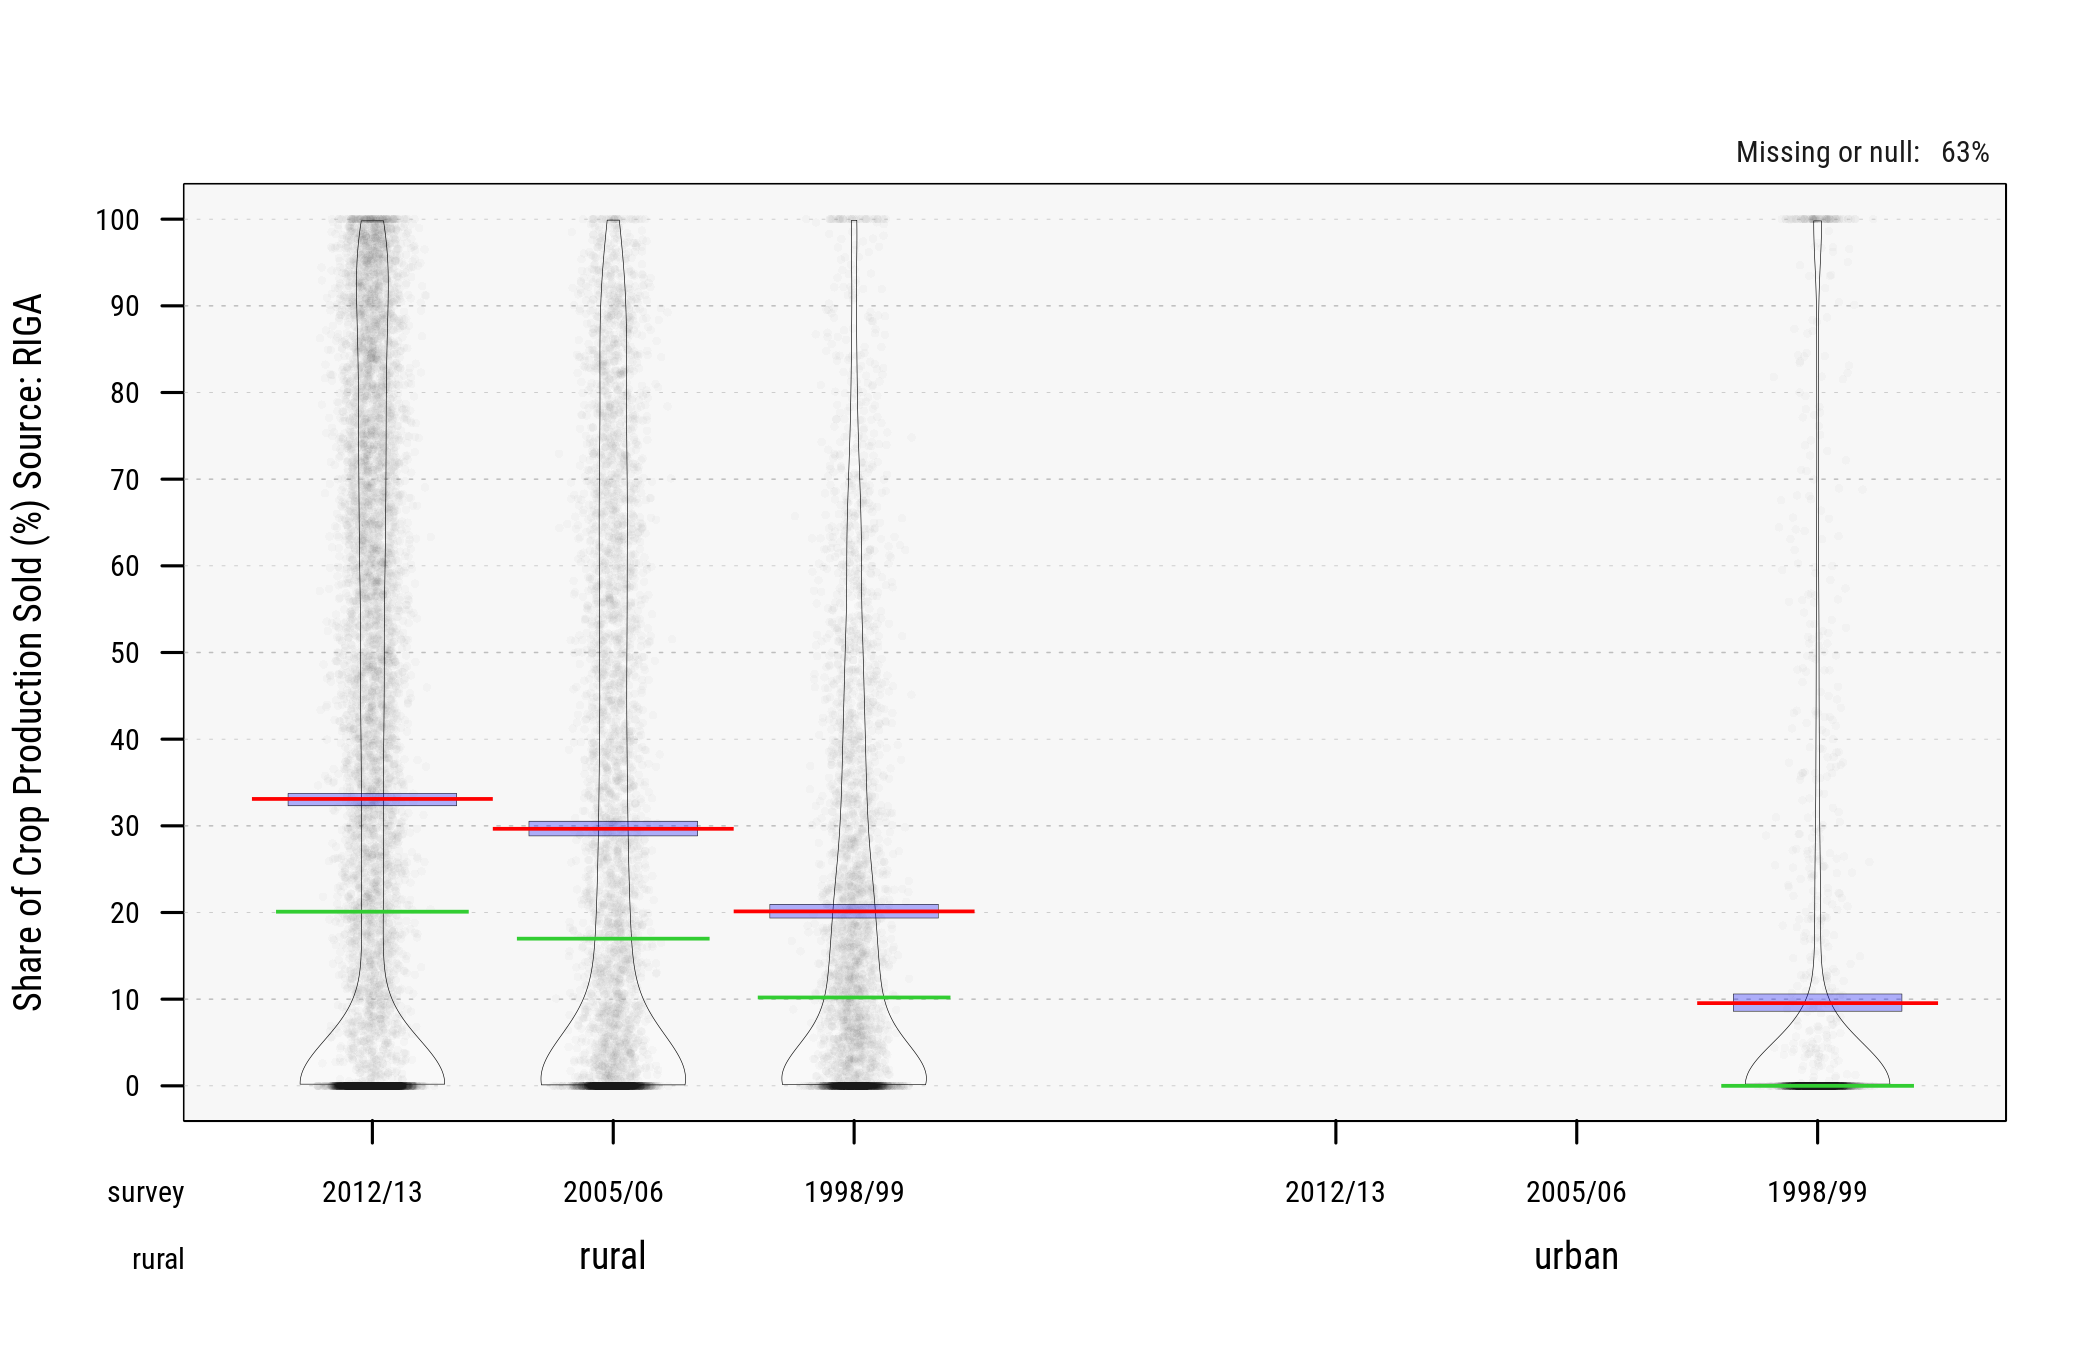 Missing or null: 63%
Share of Crop Production Sold (%) Source: RIGA
100
90
80
70
60
50
40
30
20
10
0
survey 2012/13 2005/06 1998/99 2012/13 2005/06 1998/99
rural rural urban